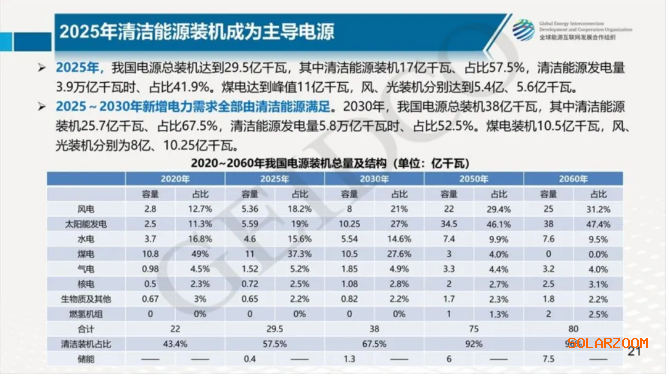 2025年清洁能源装机成为主导电源
Global Energy Interconnection
Development and Cooperation Organization
全球能源互联网发展合作组织
➢ 2025年，我国电源总装机达到29.5亿千瓦，其中清洁能源装机17亿千瓦、占比57.5%，清洁能源发电量
3.9万亿千瓦时、占比41.9%。煤电达到峰值11亿千瓦，风、光装机分别达到5.4亿、5.6亿千瓦。
➢ 2025～2030年新增电力需求全部由清洁能源满足。2030年，我国电源总装机38亿千瓦，其中清洁能源
装机25.7亿千瓦、占比67.5%，清洁能源发电量5.8万亿千瓦时、占比52.5%。煤电装机10.5亿千瓦，风、
光装机分别为8亿、10.25亿千瓦。
2020~2060年我国电源装机总量及结构（单位：亿千瓦）
2020年 2025年 2030年 2050年 2060年
容量 占比 容量 占比 容量 占比 容量 占比 容量 占比
风电 2.8 12.7% 5.36 18.2% 8 21% 22 29.4% 25 31.2%
太阳能发电 2.5 11.3% 5.59 19% 10.25 27% 34.5 46.1% 38 47.4%
水电 3.7 16.8% 4.6 15.6% 5.54 14.6% 7.4 9.9% 7.6 9.5%
煤电 10.8 49% 11 37.3% 10.5 27.6% 3 4.0% 0 0.0%
气电 0.98 4.5% 1.52 5.2% 1.85 4.9% 3.3 4.4% 3.2 4.0%
核电 0.5 2.3% 0.72 2.5% 1.08 2.8% 2 2.7% 2.5 3.1%
生物质及其他 0.67 3% 0.65 2.2% 0.82 2.2% 1.7 2.3% 1.8 2.2%
燃氢机组 0 0% 0 0% 0 0% 1 1.3% 2 2.5%
合计 22 29.5 38 75 80
清洁装机占比 43.4% 57.5% 67.5% 92% 96%
储能 —— —— 0.4 —— 1.3 —— 6 —— 7.5 ——
GEIDCO
SOLARZOOM
21